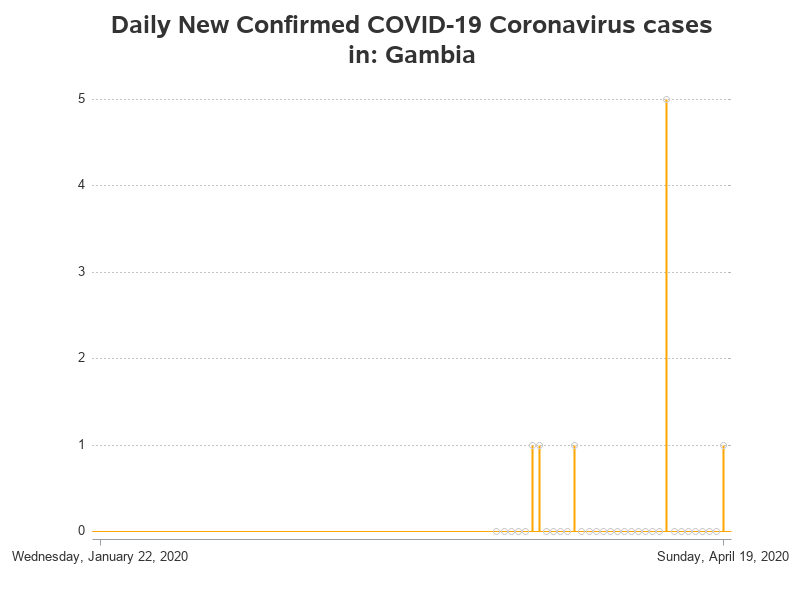 Daily New Confirmed COVID-19 Coronavirus cases
in: Gambia
5
4
3
2
1
0
Wednesday, January 22, 2020
Sunday, April 19, 2020